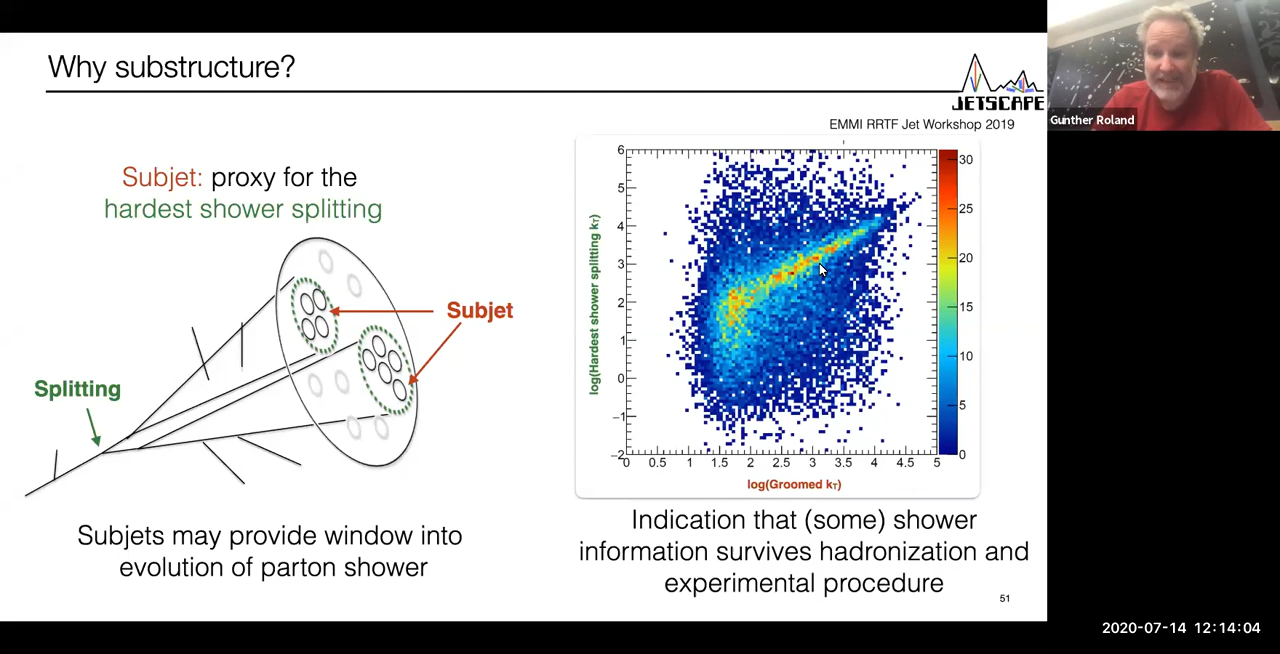 Why substructure?
JETSCAPE
Gunther Roland
EMMI RRTF Jet Workshop 2019
Subjet: proxy for the
hardest shower splitting
Subjet
Splitting
Subjets may provide window into
evolution of parton shower
log(Hardest shower splitting kT)
6
5
4
3
2
1
0
−1
−2
0 0.5 1 1.5 2 2.5 3 3.5 4 4.5 5
log(Groomed kT)
30
25
20
15
10
5
0
Indication that (some) shower
information survives hadronization and
experimental procedure
51
2020-07-14 12:14:04